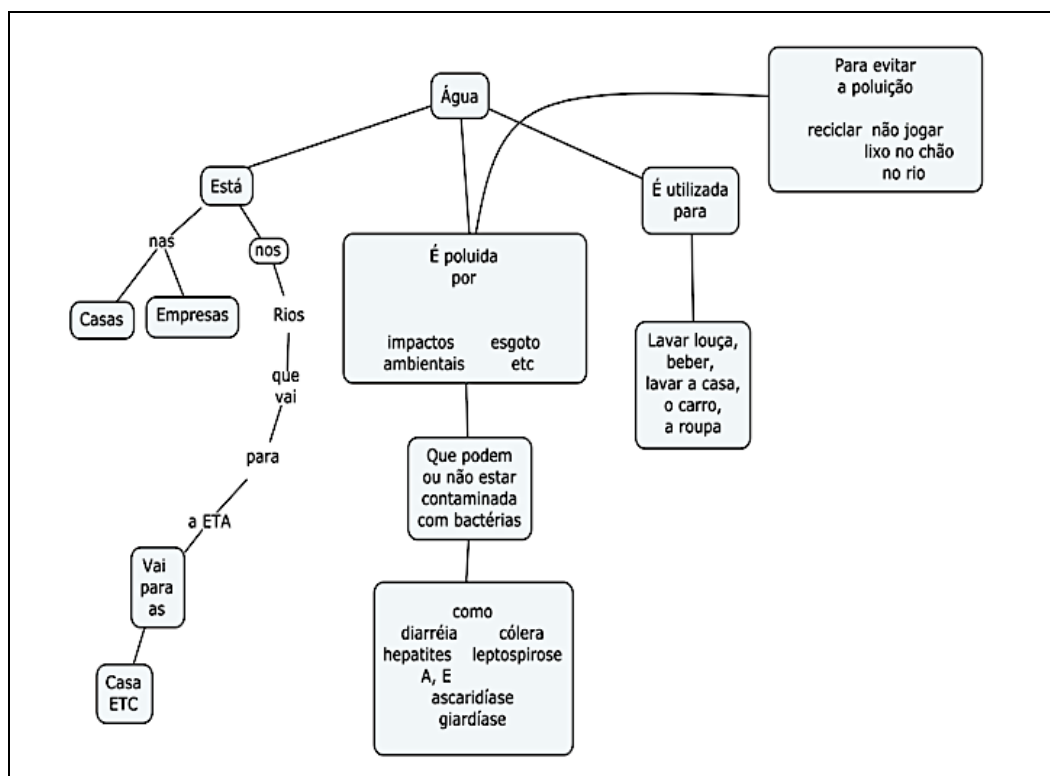 Água
Está
nas
Casas
Empresas
nos
Rios
que
vai
para
a ETA
Vai
para
as
Casa
ETC
É poluida
por
impactos esgoto
ambientais etc
Que podem
ou não estar
contaminada
com bactérias
como
diarréia cólera
hepatites leptospirose
A, E
ascaridíase
giardíase
É utilizada
para
Lavar louça,
beber,
lavar a casa,
o carro,
a roupa
Para evitar
a poluição
reciclar não jogar
lixo no chão
no rio